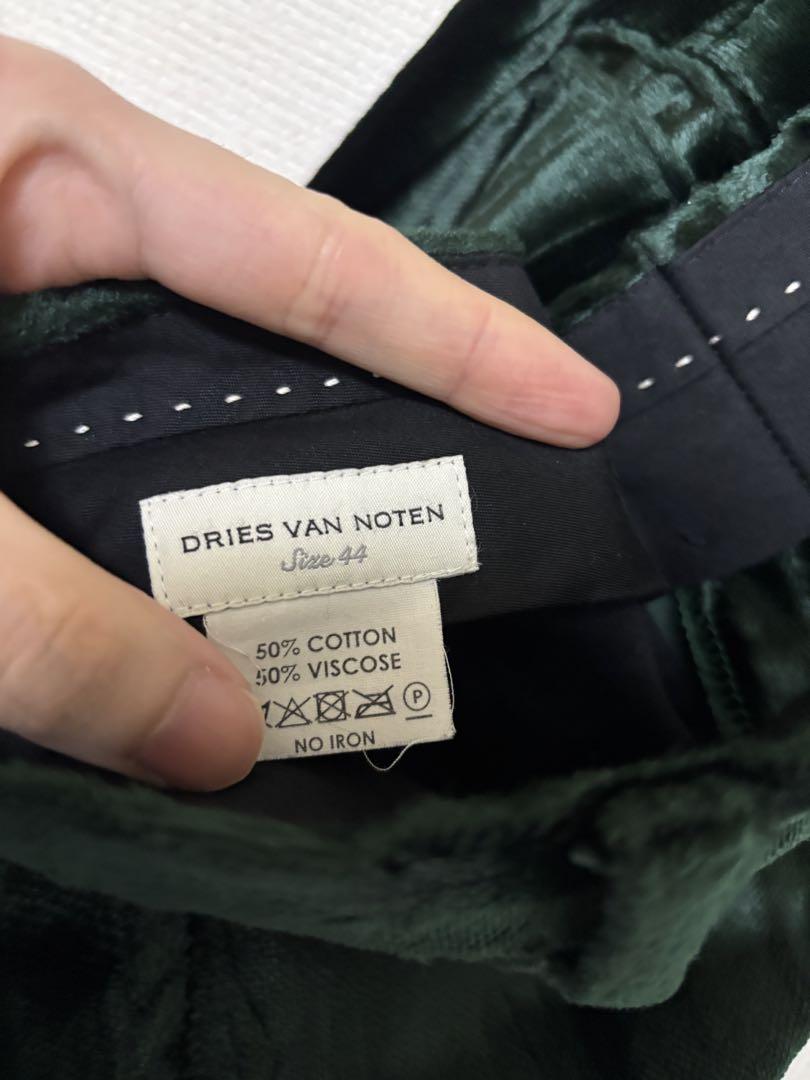 DRIES VAN NOTEN
Size 44
50% COTTON
50% VISCOSE
P
NO IRON